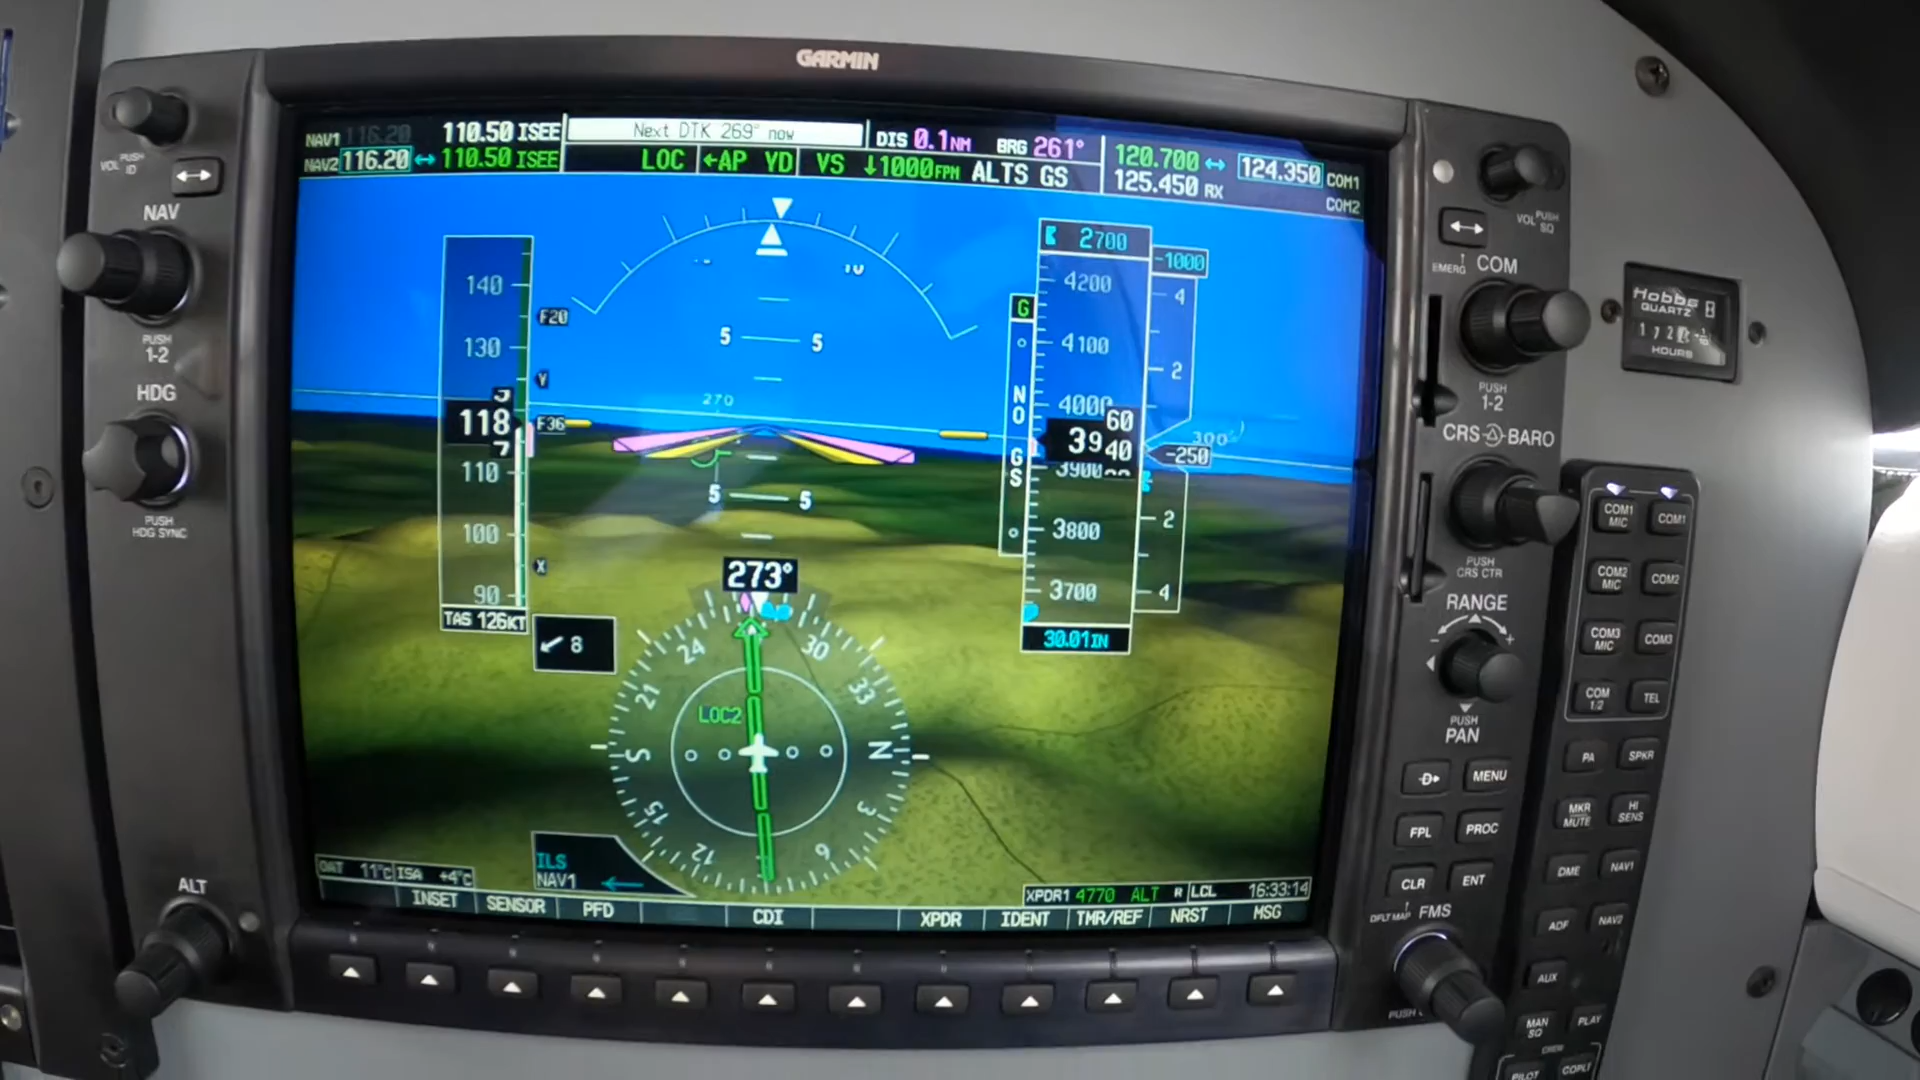 GARMIN
NAV1 116.20 110.50 ISEE
NAV2 116.20 ↔ 110.50 ISEE
Next DTK 269° now
DIS 0.1NM BRG 261°
LOC ←AP YD VS ↓1000FPM ALTS GS
120.700 ↔ 124.350 COM1
125.450 RX COM2
VOL PUSH ID
NAV
PUSH 1-2
HDG
PUSH HDG SYNC
ALT
140
130
118
3
7
110
100
90
TAS 126KT
F20
Y
F36
X
10
5 5
270
5 5
300
2700
4200
4100
4000
39 60 40
3900
3800
3700
30.01IN
G
NO GS
-1000
4
2
-250
2
4
273°
8
24
30
21
33
S
N
15
3
12
6
LOC2
ILS
NAV1
OAT 11°C ISA +4°C
XPDR1 4770 ALT R LCL 16:33:14
INSET SENSOR PFD CDI XPDR IDENT TMR/REF NRST MSG
VOL PUSH SQ
EMERG COM
PUSH 1-2
CRS BARO
PUSH CRS CTR
RANGE
- +
PUSH PAN
D MENU
FPL PROC
CLR ENT
DFLT MAP FMS
PUSH
Hobbs
QUARTZ
HOURS
COM1 MIC COM1
COM2 MIC COM2
COM3 MIC COM3
COM 1/2 TEL
PA SPKR
MKR MUTE HI SENS
DME NAV1
ADF NAV2
AUX
MAN SQ PLAY
PILOT COPLT